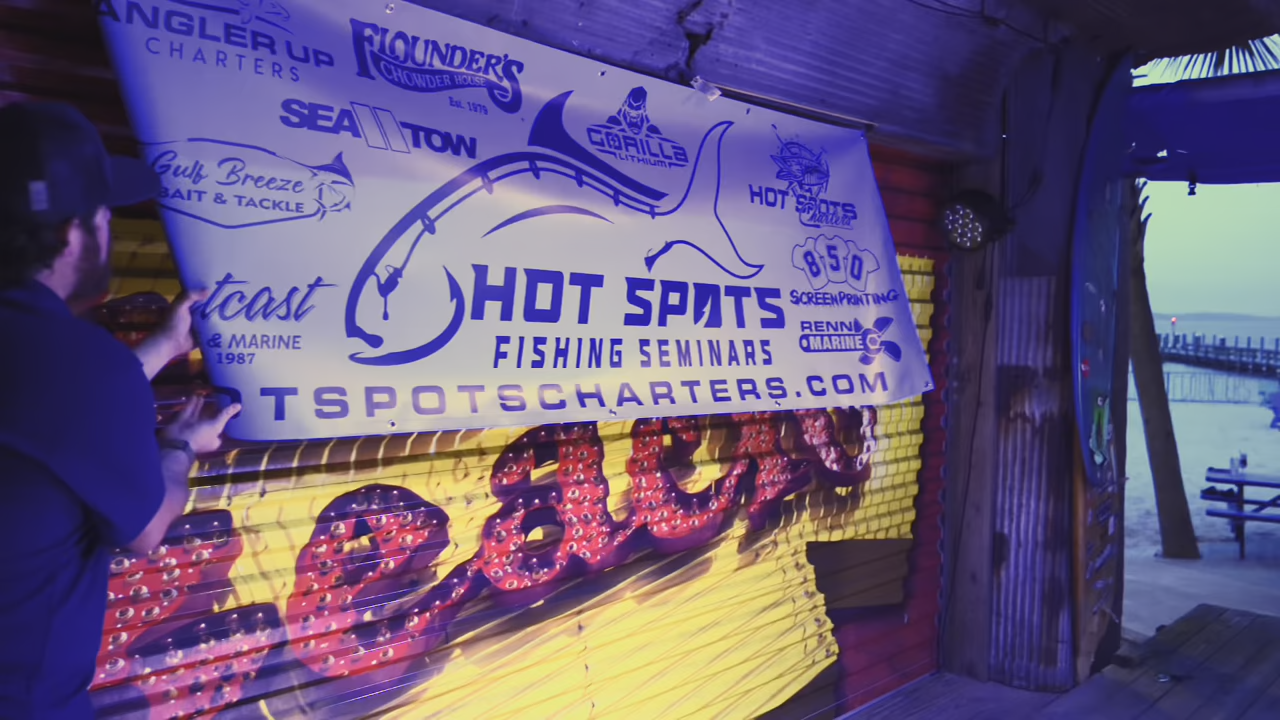 ANGLER UP
CHARTERS
FLOUNDER'S
CHOWDER HOUSE
Est. 1979
SEA TOW
GORILLA
LITHIUM
Gulf Breeze
BAIT & TACKLE
HOT SPOTS
Charters
850
SCREENPRINTING
tcast
& MARINE
1987
RENN
MARINE
HOT SPOTS
FISHING SEMINARS
TSPOTSCHARTERS.COM
Beach